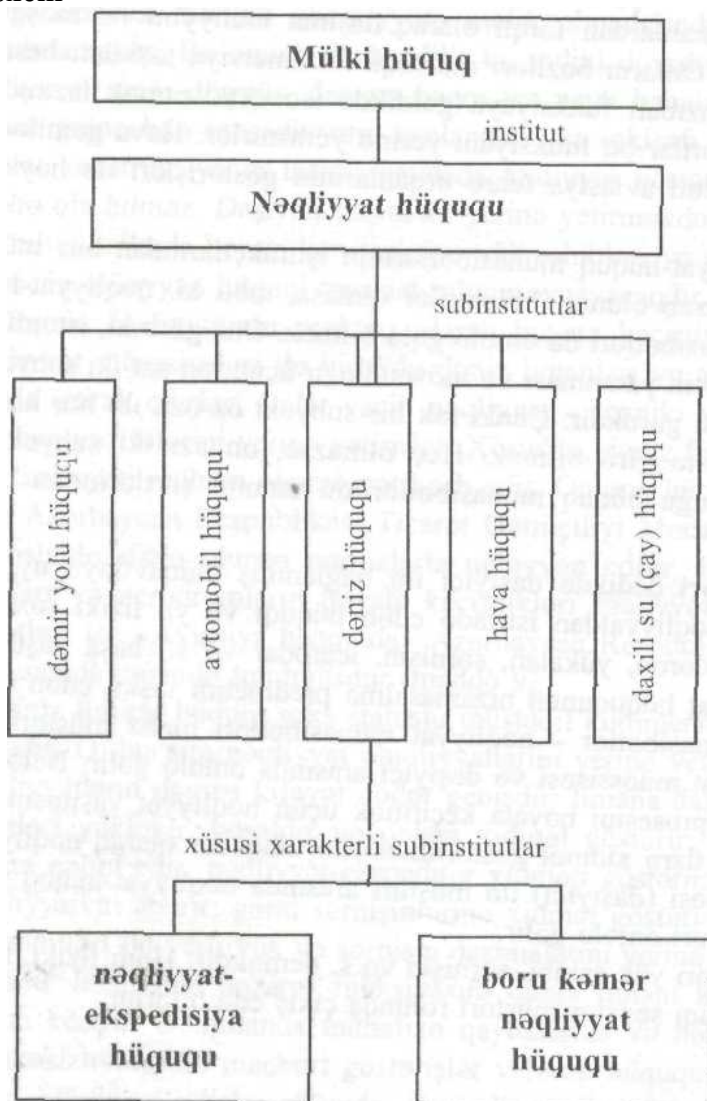 Mülki hüquq
institut
Nəqliyyat hüququ
subinstitutlar
dəmir yolu hüququ
avtomobil hüququ
dəniz hüququ
hava hüququ
daxili su (çay) hüququ
xüsusi xarakterli subinstitutlar
nəqliyyat-
ekspedisiya
hüququ
boru kəmər
nəqliyyat
hüququ